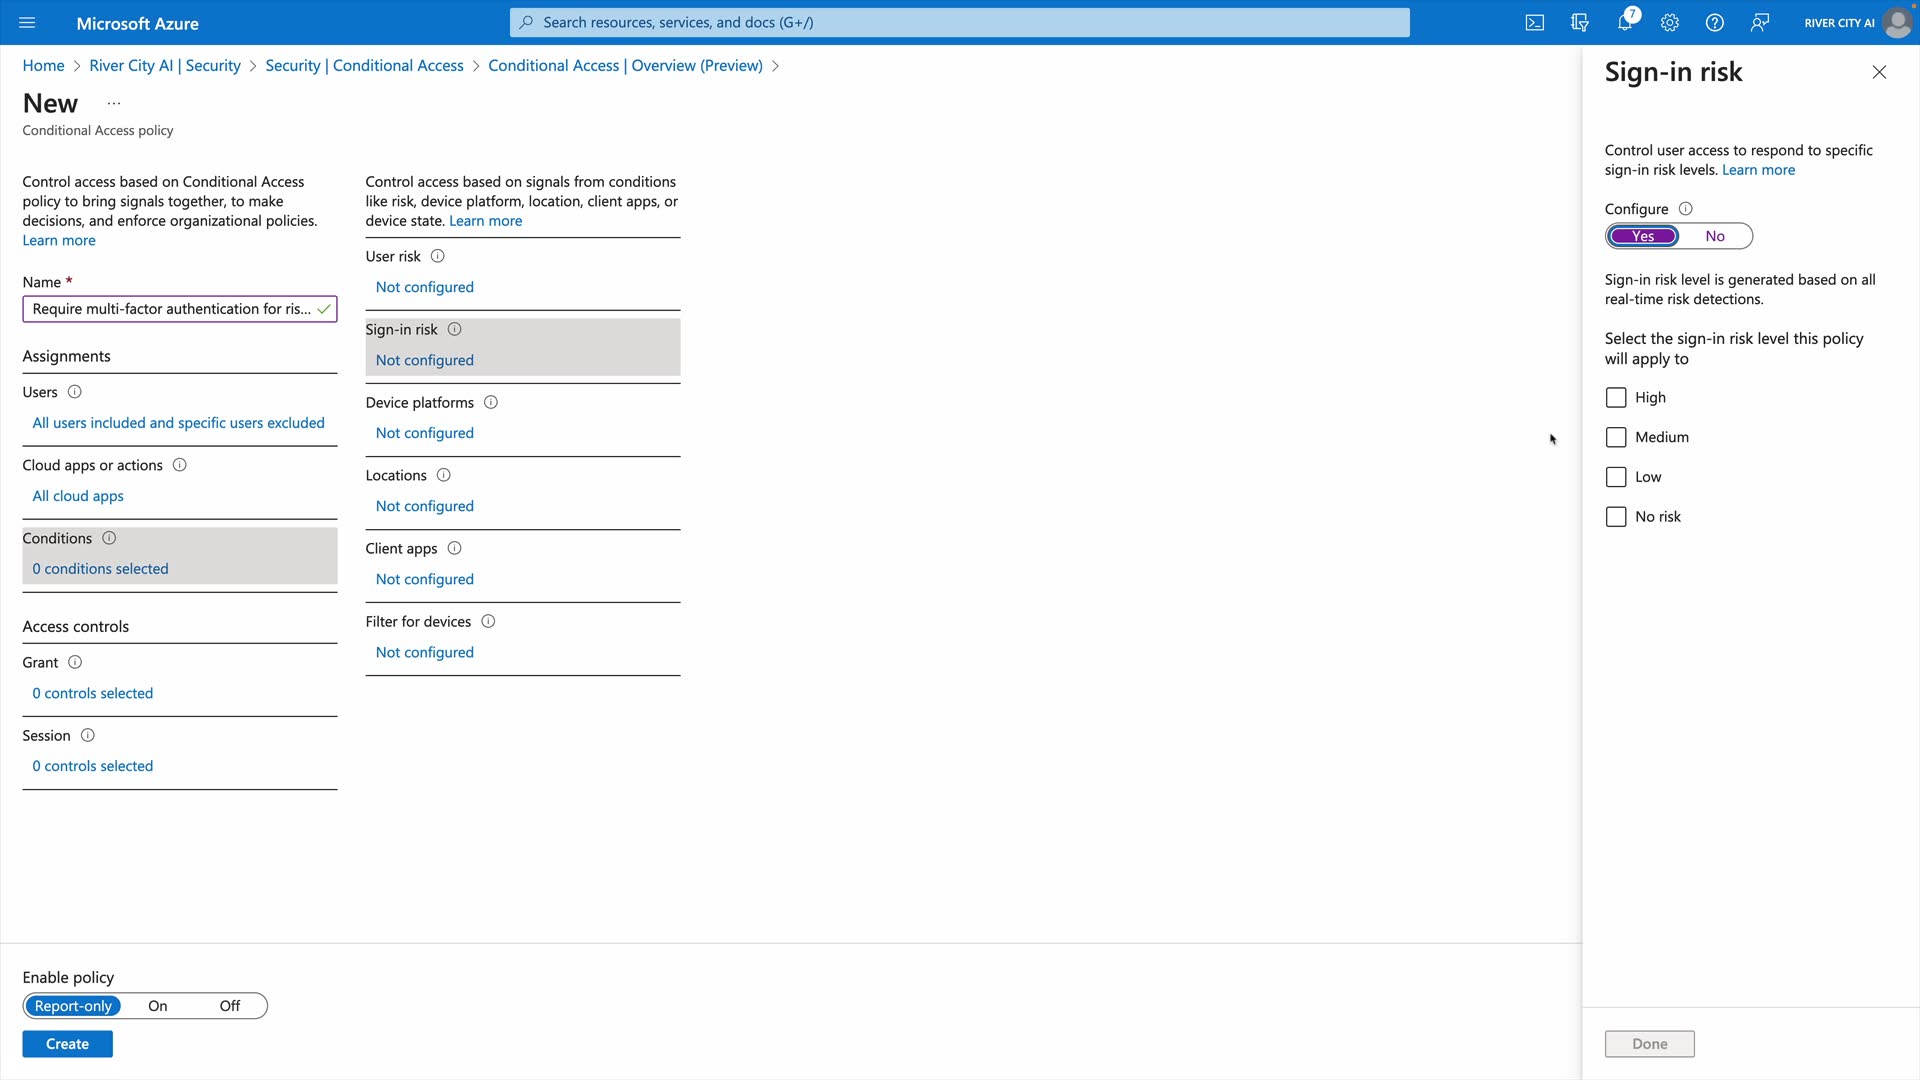 Microsoft Azure
Search resources, services, and docs (G+/)
7
RIVER CITY AI
Home > River City AI | Security > Security | Conditional Access > Conditional Access | Overview (Preview) >
New ...
Conditional Access policy
Control access based on Conditional Access
policy to bring signals together, to make
decisions, and enforce organizational policies.
Learn more
Name *
Require multi-factor authentication for ris...
Assignments
Users
All users included and specific users excluded
Cloud apps or actions
All cloud apps
Conditions
0 conditions selected
Access controls
Grant
0 controls selected
Session
0 controls selected
Control access based on signals from conditions
like risk, device platform, location, client apps, or
device state. Learn more
User risk
Not configured
Sign-in risk
Not configured
Device platforms
Not configured
Locations
Not configured
Client apps
Not configured
Filter for devices
Not configured
Enable policy
Report-only On Off
Create
Sign-in risk
Control user access to respond to specific
sign-in risk levels. Learn more
Configure
Yes No
Sign-in risk level is generated based on all
real-time risk detections.
Select the sign-in risk level this policy
will apply to
High
Medium
Low
No risk
Done